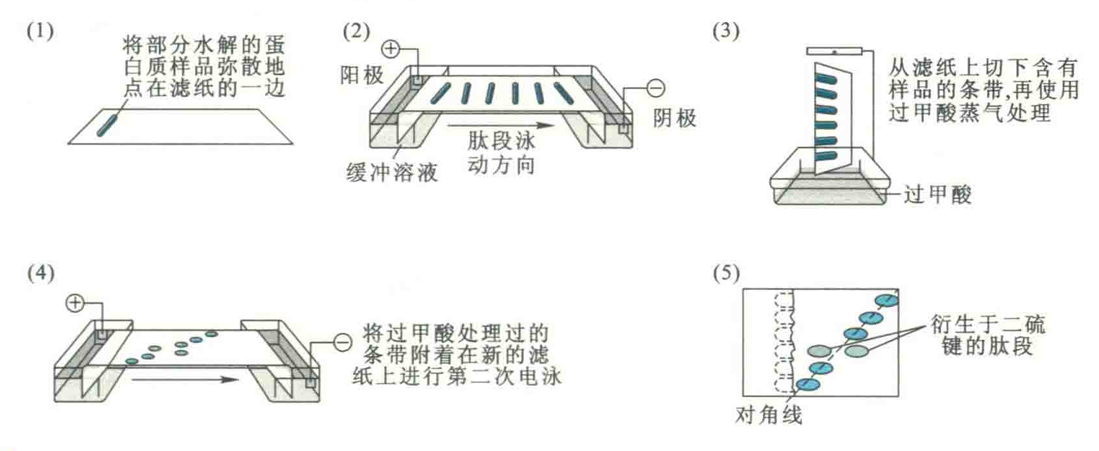 (1)
将部分水解的蛋
白质样品弥散地
点在滤纸的一边
(2)
+
阳极
−
阴极
缓冲溶液
肽段泳
动方向
(3)
从滤纸上切下含有
样品的条带,再使用
过甲酸蒸气处理
过甲酸
(4)
+
−
将过甲酸处理过的
条带附着在新的滤
纸上进行第二次电泳
(5)
衍生于二硫
键的肽段
对角线